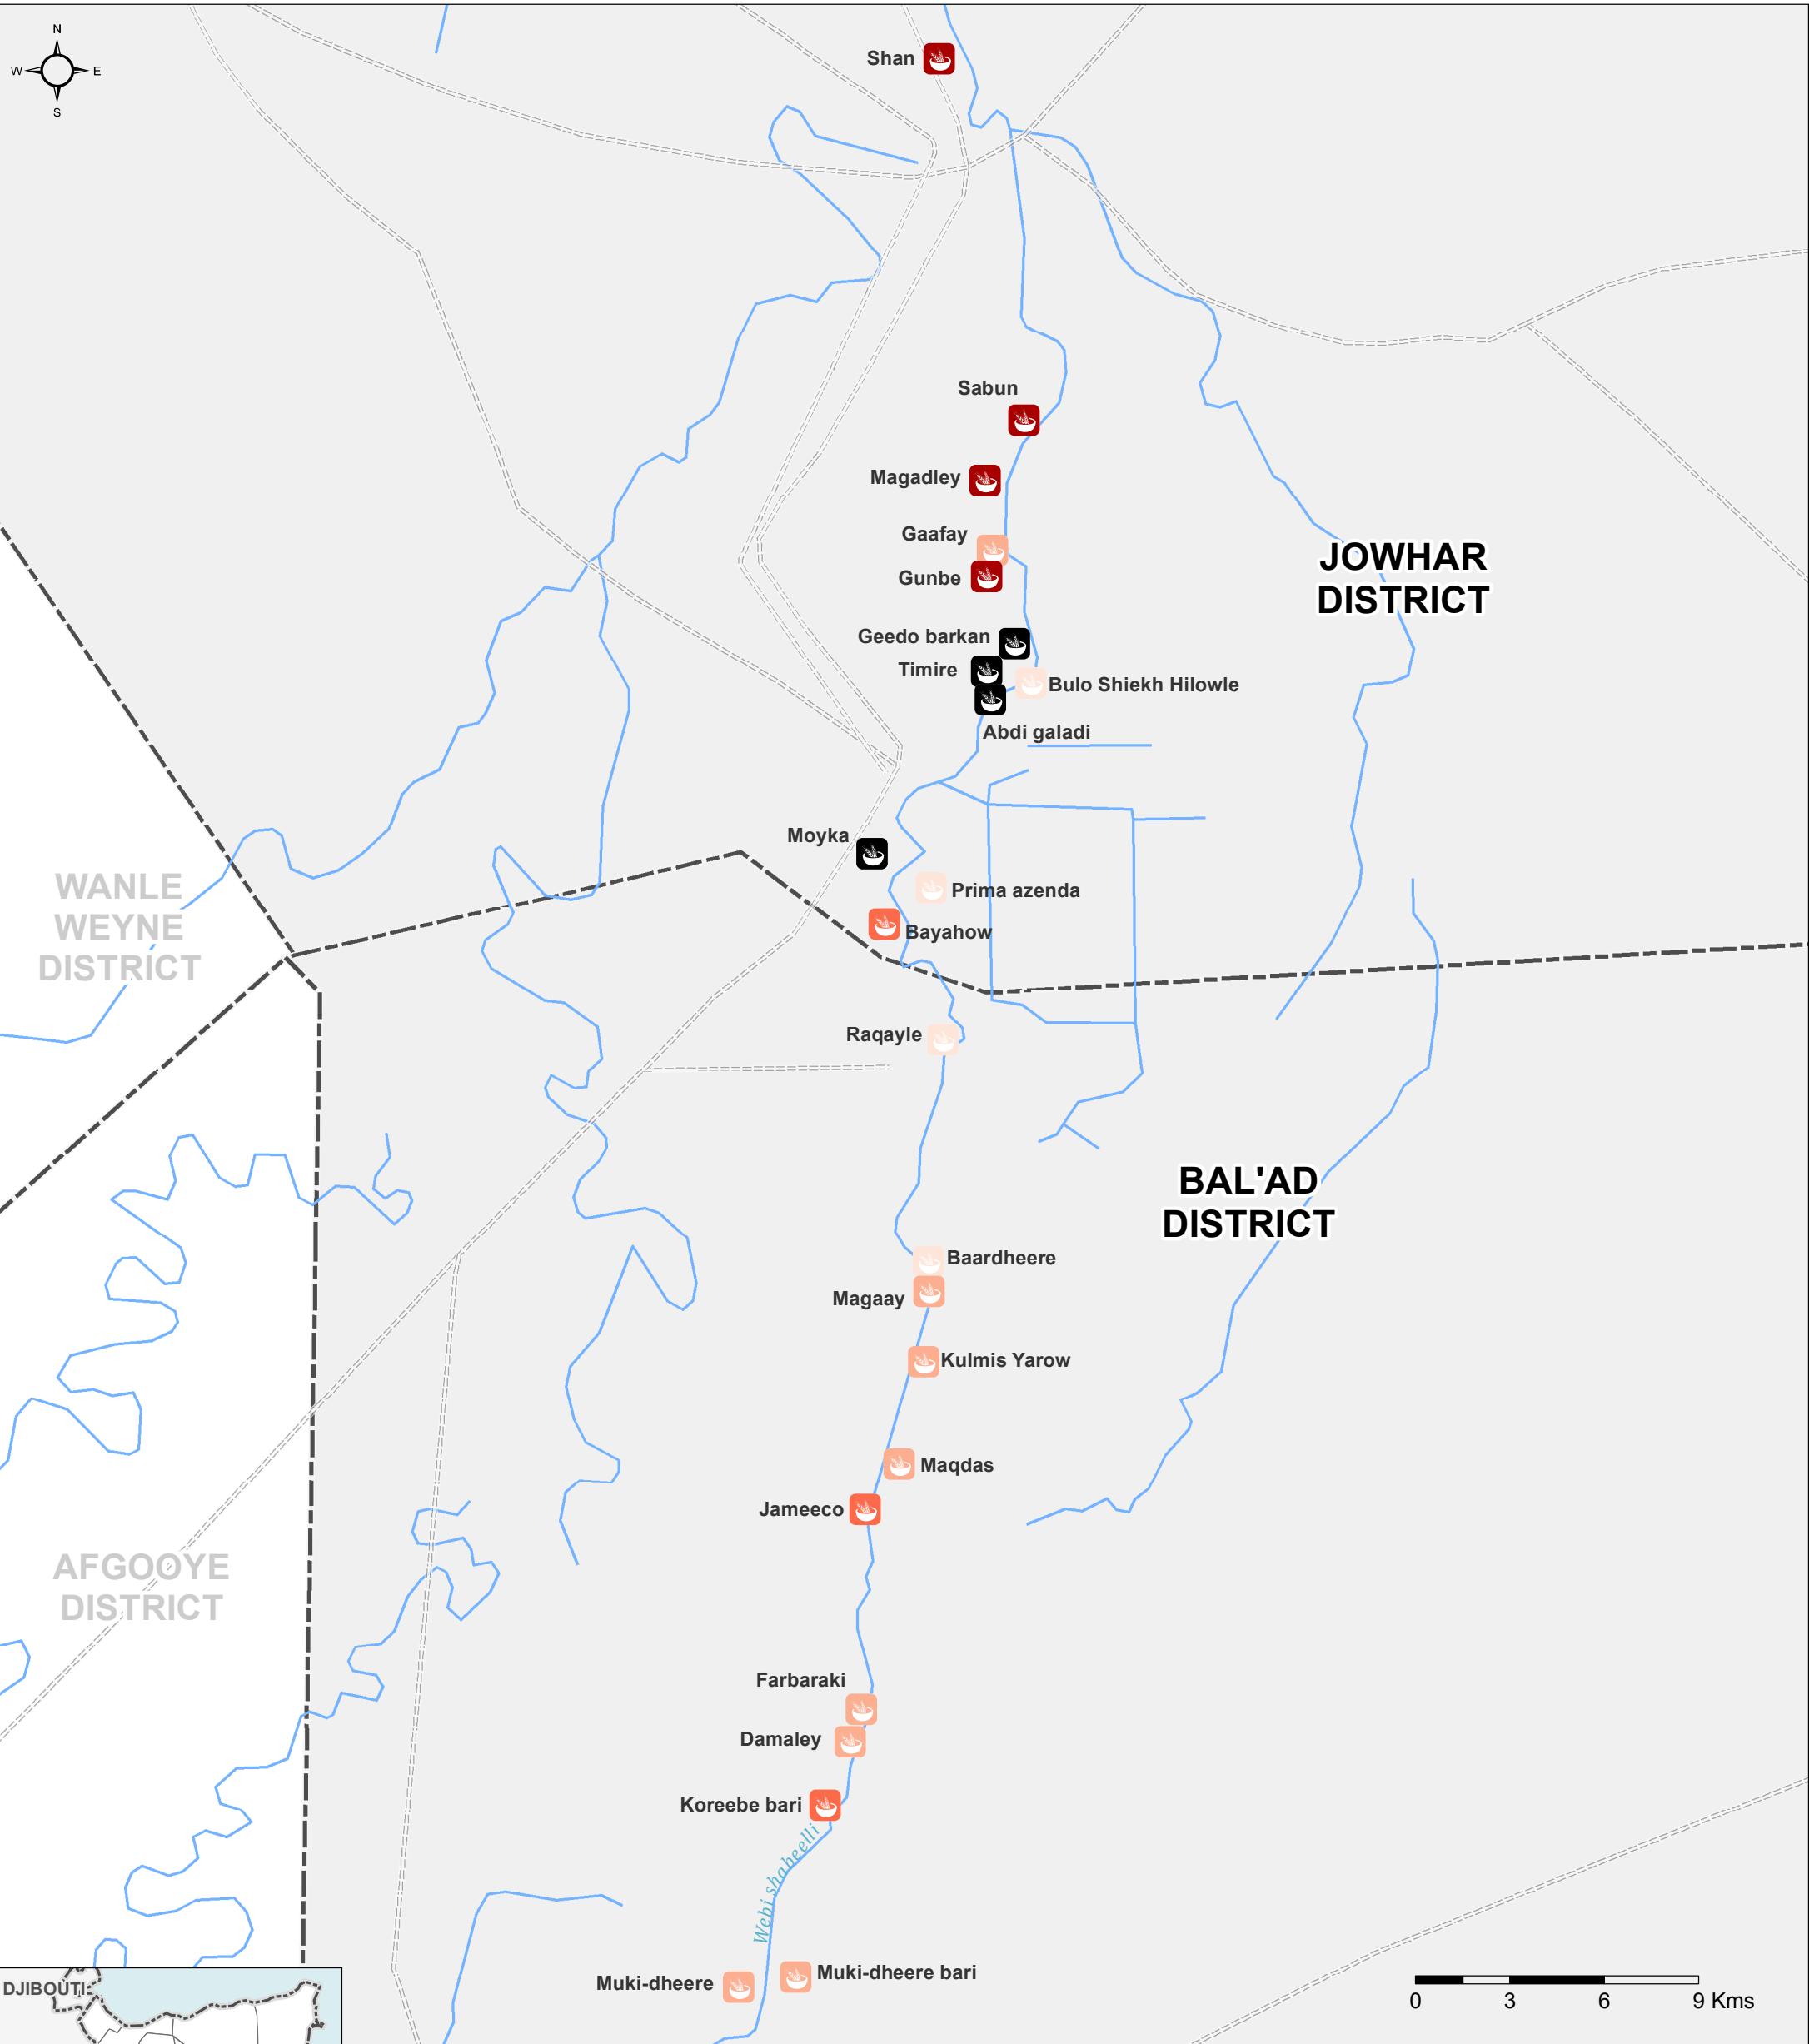 N
W
E
S
Shan
Sabun
Magadley
Gaafay
Gunbe
JOWHAR
DISTRICT
Geedo barkan
Timire
Bulo Shiekh Hilowle
Abdi galadi
Moyka
WANLE
WEYNE
DISTRICT
Prima azenda
Bayahow
Raqayle
BAL'AD
DISTRICT
Baardheere
Magaay
Kulmis Yarow
Maqdas
Jameeco
AFGOOYE
DISTRICT
Farbaraki
Damaley
Koreebe bari
Webi shabeelli
Muki-dheere
Muki-dheere bari
DJIBOUTI
0 3 6 9 Kms